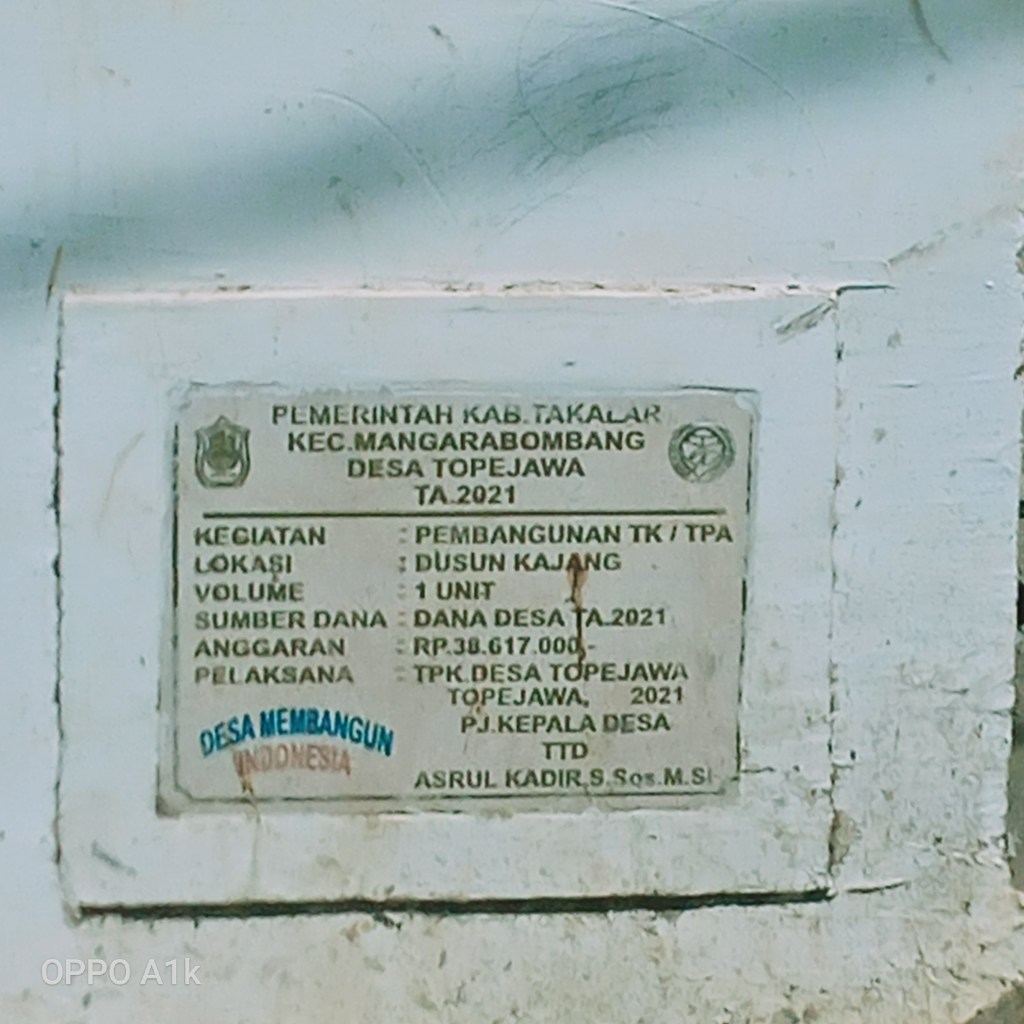 PEMERINTAH KAB.TAKALAR
KEC.MANGARABOMBANG
DESA TOPEJAWA
TA.2021
KEGIATAN : PEMBANGUNAN TK / TPA
LOKASI : DUSUN KAJANG
VOLUME : 1 UNIT
SUMBER DANA : DANA DESA TA.2021
ANGGARAN : RP.38.617.000,-
PELAKSANA : TPK.DESA TOPEJAWA
TOPEJAWA, 2021
PJ.KEPALA DESA
TTD
ASRUL KADIR,S.Sos.M.SI
DESA MEMBANGUN
INDONESIA
OPPO A1k